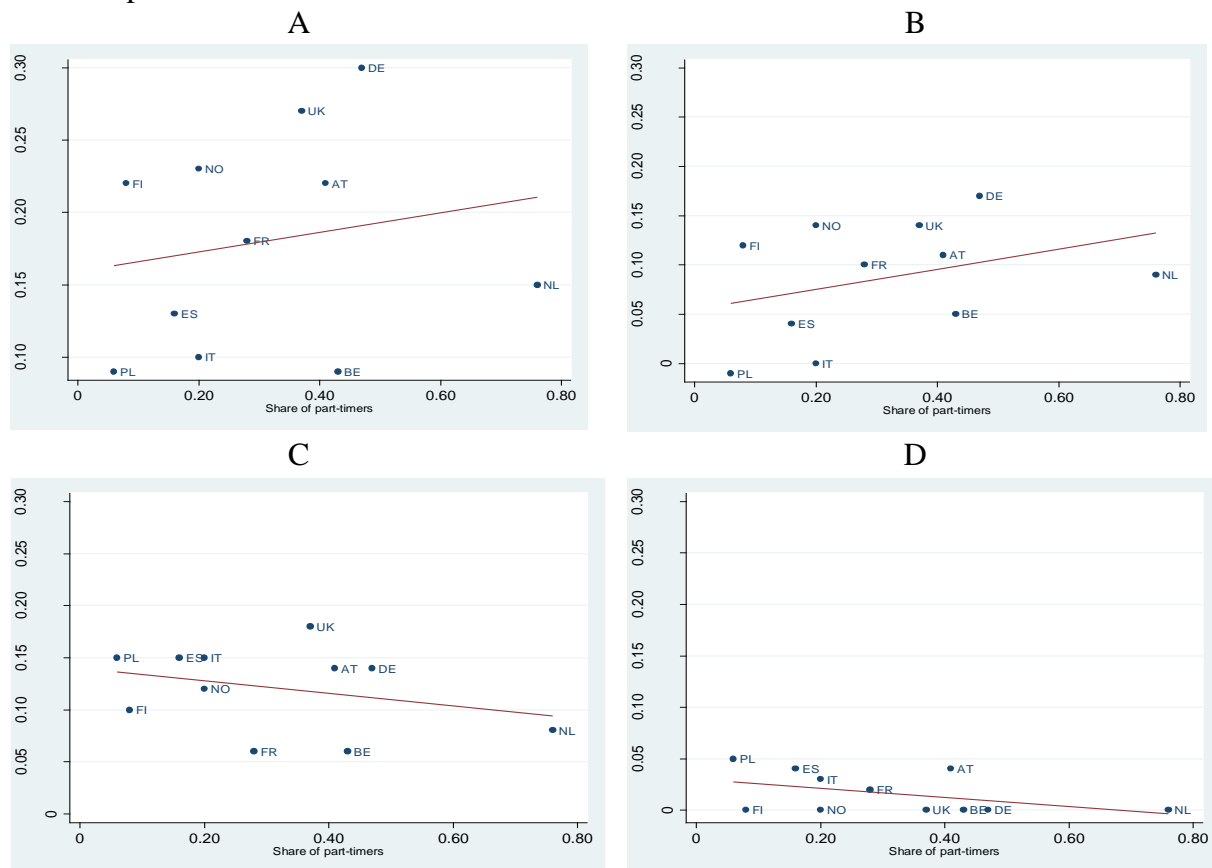 A
B
0.30
0.25
0.20
0.15
0.10
DE
UK
NO
FI
AT
FR
NL
ES
IT
PL
BE
0
0.20
0.40
0.60
0.80
Share of part-timers
0.30
0.25
0.20
0.15
0.10
0.05
0
DE
NO
UK
FI
AT
FR
NL
BE
ES
IT
PL
0
0.20
0.40
0.60
0.80
Share of part-timers
C
D
0.30
0.25
0.20
0.15
0.10
0.05
0
UK
PL
ES
IT
AT
DE
NO
FI
NL
FR
BE
0
0.20
0.40
0.60
0.80
Share of part-timers
0.30
0.25
0.20
0.15
0.10
0.05
0
PL
ES
AT
IT
FR
FI
NO
UK
BE
DE
NL
0
0.20
0.40
0.60
0.80
Share of part-timers